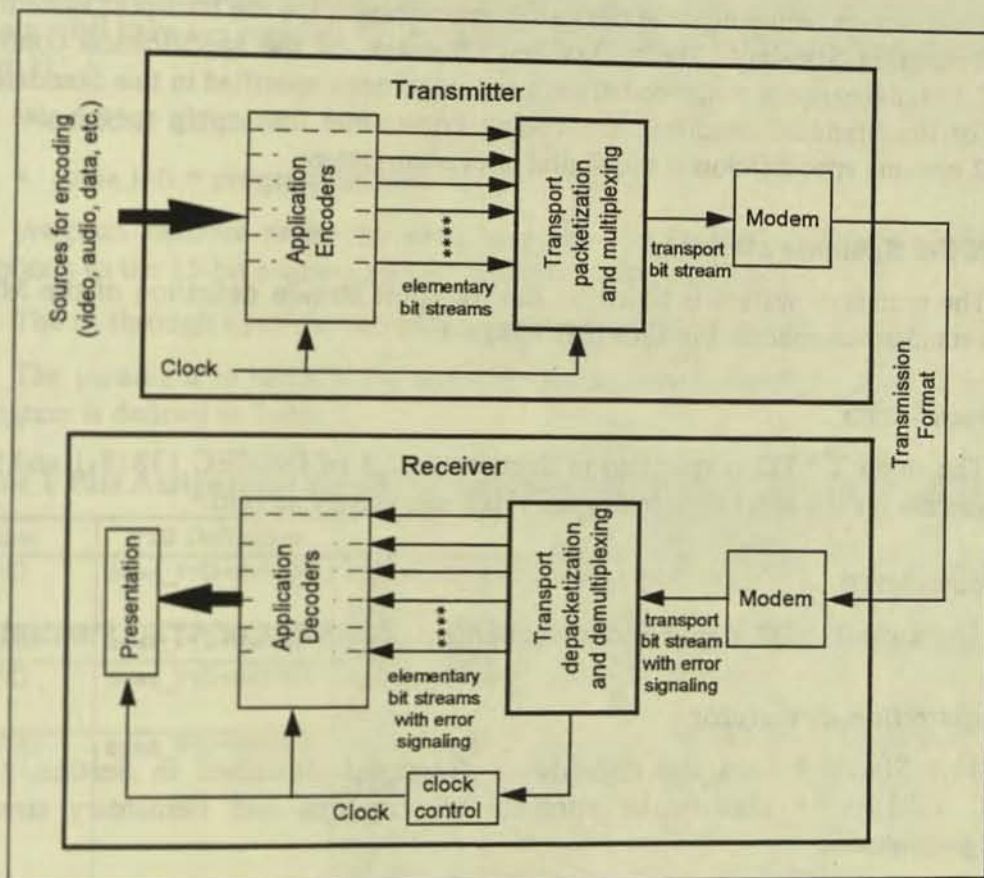 Transmitter
Sources for encoding
(video, audio, data, etc.)
Application
Encoders
****
elementary
bit streams
Transport
packetization
and multiplexing
transport
bit stream
Modem
Clock
Transmission
Format
Receiver
Presentation
Application
Decoders
****
elementary
bit streams
with error
signaling
Transport
depacketization
and demultiplexing
transport
bit stream
with error
signaling
Modem
Clock
clock
control